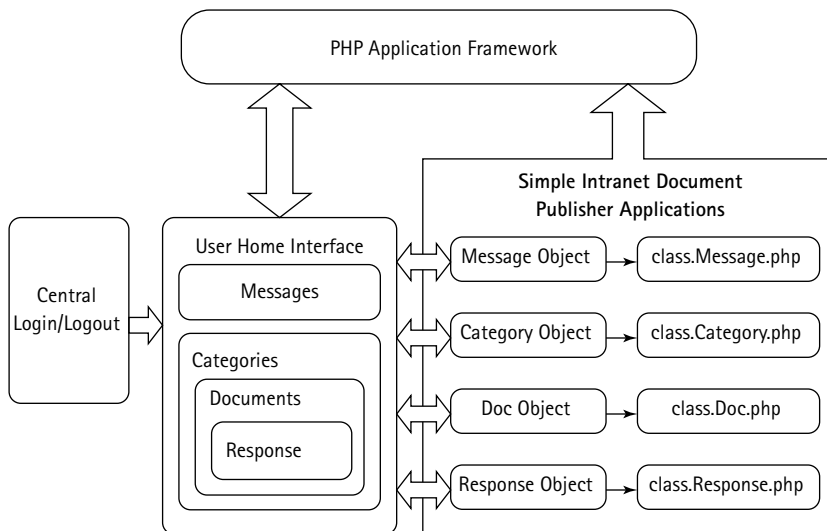 PHP Application Framework
Simple Intranet Document
Publisher Applications
Central
Login/Logout
User Home Interface
Messages
Categories
Documents
Response
Message Object
class.Message.php
Category Object
class.Category.php
Doc Object
class.Doc.php
Response Object
class.Response.php